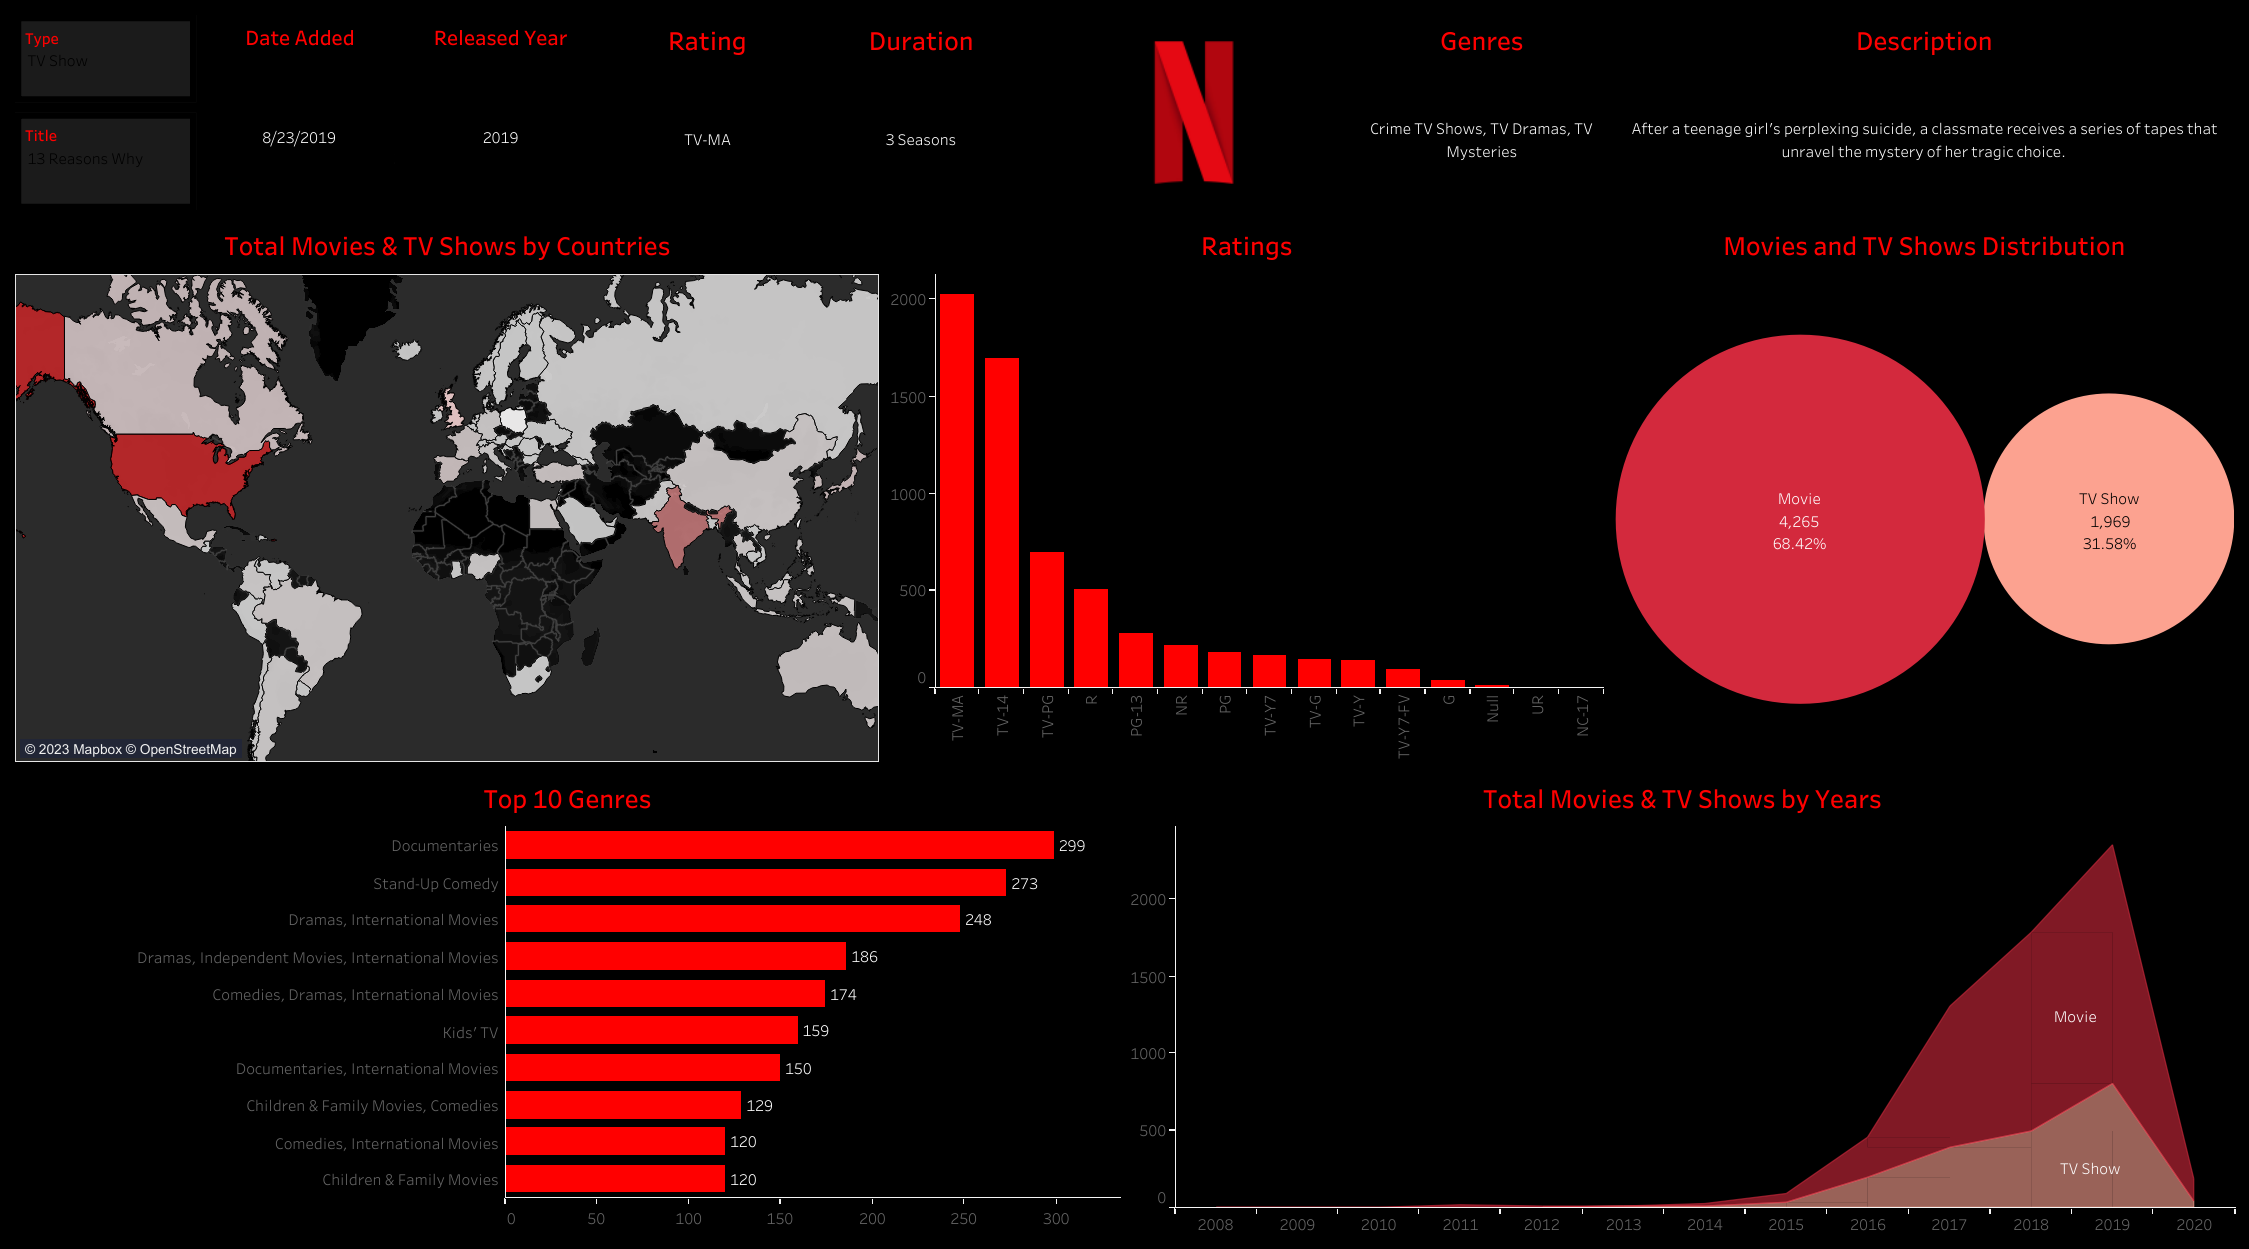 Type
TV Show
Title
13 Reasons Why
Date Added
8/23/2019
Released Year
2019
Rating
TV-MA
Duration
3 Seasons
Genres
Crime TV Shows, TV Dramas, TV
Mysteries
Description
After a teenage girl's perplexing suicide, a classmate receives a series of tapes that
unravel the mystery of her tragic choice.
Total Movies & TV Shows by Countries
© 2023 Mapbox © OpenStreetMap
Ratings
2000
1500
1000
500
0
TV-MA
TV-14
TV-PG
R
PG-13
NR
PG
TV-Y7
TV-G
TV-Y
TV-Y7-FV
G
Null
UR
NC-17
Movies and TV Shows Distribution
Movie
4,265
68.42%
TV Show
1,969
31.58%
Top 10 Genres
Documentaries 299
Stand-Up Comedy 273
Dramas, International Movies 248
Dramas, Independent Movies, International Movies 186
Comedies, Dramas, International Movies 174
Kids' TV 159
Documentaries, International Movies 150
Children & Family Movies, Comedies 129
Comedies, International Movies 120
Children & Family Movies 120
0 50 100 150 200 250 300
Total Movies & TV Shows by Years
2000
1500
1000
500
0
Movie
TV Show
2008 2009 2010 2011 2012 2013 2014 2015 2016 2017 2018 2019 2020